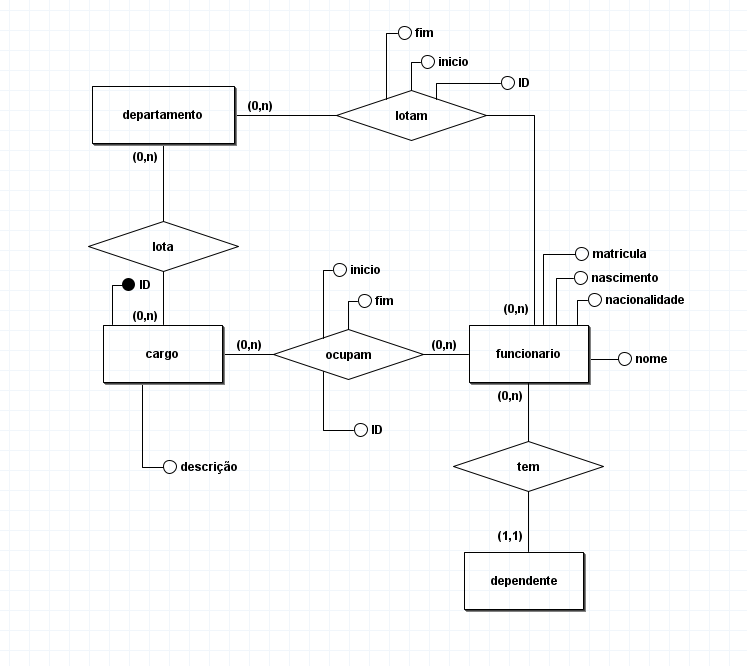 fim
inicio
ID
departamento
(0,n)
lotam
(0,n)
lota
matricula
inicio
nascimento
ID
fim
nacionalidade
(0,n)
(0,n)
cargo
(0,n)
ocupam
(0,n)
funcionario
nome
(0,n)
ID
descrição
tem
(1,1)
dependente